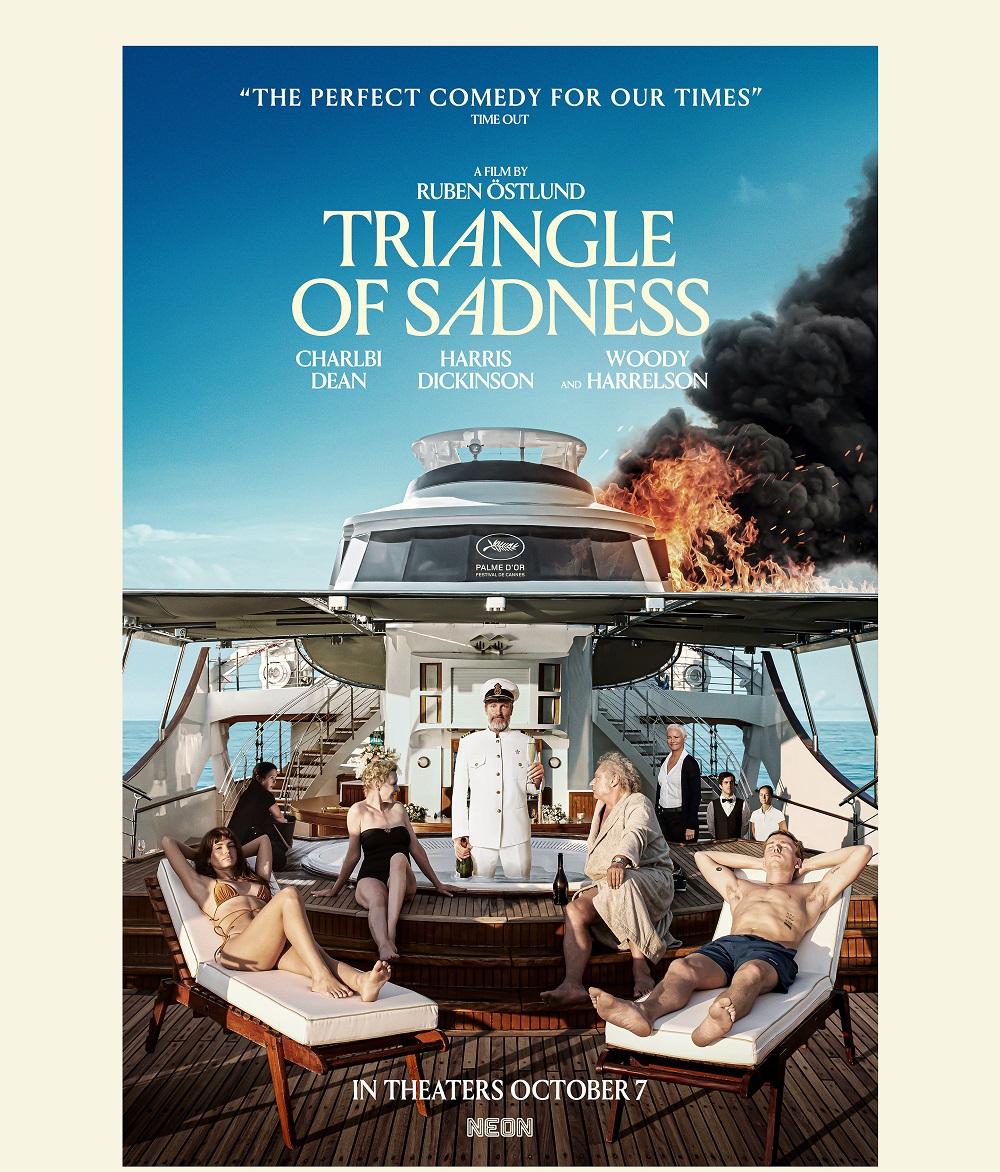 “THE PERFECT COMEDY FOR OUR TIMES”
TIME OUT
A FILM BY
RUBEN ÖSTLUND
TRIANGLE
OF SADNESS
CHARLBI
DEAN
HARRIS
DICKINSON
WOODY
AND HARRELSON
PALME D'OR
FESTIVAL DE CANNES
IN THEATERS OCTOBER 7
NEON